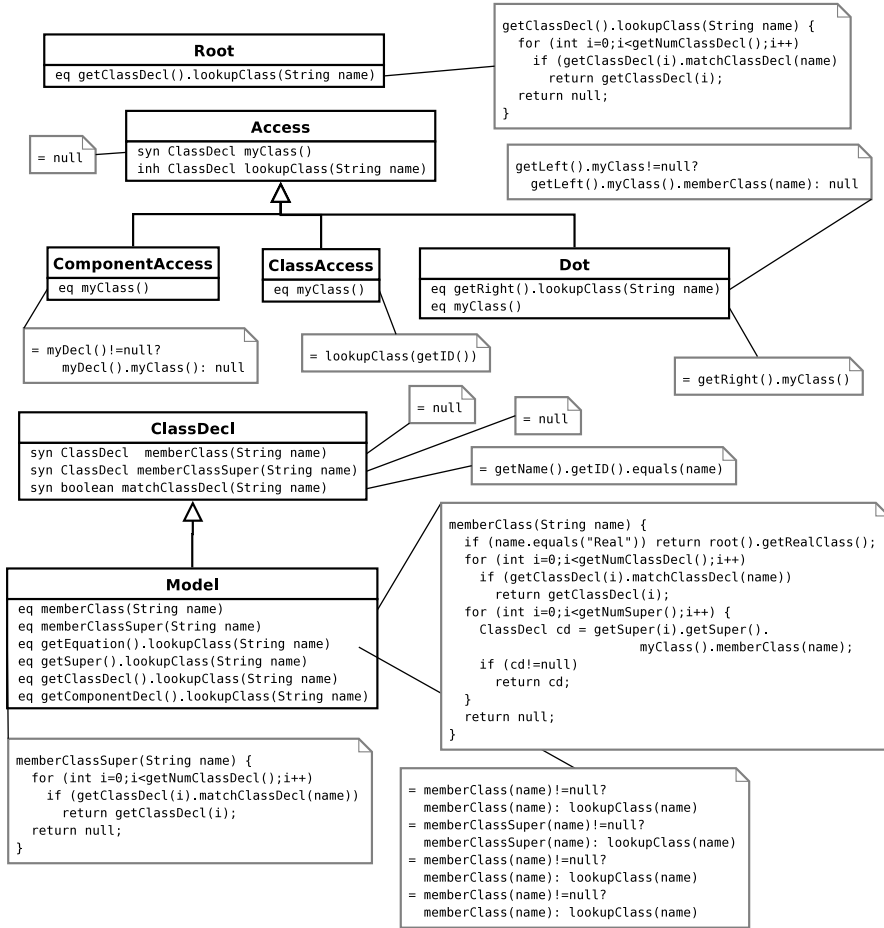 Root
eq getClassDecl().lookupClass(String name)
getClassDecl().lookupClass(String name) {
for (int i=0;i<getNumClassDecl();i++)
if (getClassDecl(i).matchClassDecl(name)
return getClassDecl(i);
return null;
}
Access
syn ClassDecl myClass()
inh ClassDecl lookupClass(String name)
= null
getLeft().myClass!=null?
getLeft().myClass().memberClass(name): null
ComponentAccess
eq myClass()
ClassAccess
eq myClass()
Dot
eq getRight().lookupClass(String name)
eq myClass()
= myDecl()!=null?
myDecl().myClass(): null
= lookupClass(getID())
= getRight().myClass()
ClassDecl
syn ClassDecl  memberClass(String name)
syn ClassDecl memberClassSuper(String name)
syn boolean matchClassDecl(String name)
= null
= null
= getName().getID().equals(name)
Model
eq memberClass(String name)
eq memberClassSuper(String name)
eq getEquation().lookupClass(String name)
eq getSuper().lookupClass(String name)
eq getClassDecl().lookupClass(String name)
eq getComponentDecl().lookupClass(String name)
memberClass(String name) {
if (name.equals("Real")) return root().getRealClass();
for (int i=0;i<getNumClassDecl();i++)
if (getClassDecl(i).matchClassDecl(name))
return getClassDecl(i);
for (int i=0;i<getNumSuper();i++) {
ClassDecl cd = getSuper(i).getSuper().
myClass().memberClass(name);
if (cd!=null)
return cd;
}
return null;
}
memberClassSuper(String name) {
for (int i=0;i<getNumClassDecl();i++)
if (getClassDecl(i).matchClassDecl(name))
return getClassDecl(i);
return null;
}
= memberClass(name)!=null?
memberClass(name): lookupClass(name)
= memberClassSuper(name)!=null?
memberClassSuper(name): lookupClass(name)
= memberClass(name)!=null?
memberClass(name): lookupClass(name)
= memberClass(name)!=null?
memberClass(name): lookupClass(name)